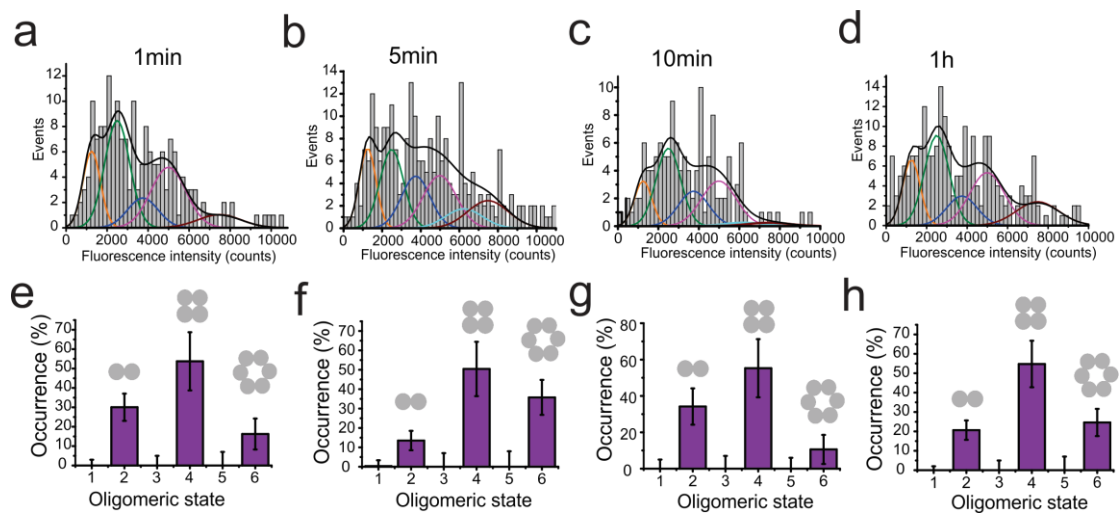 a
1min
12
10
8
6
4
2
0
Events
0 2000 4000 6000 8000 10000
Fluorescence intensity (counts)
b
5min
14
12
10
8
6
4
2
0
Events
0 2000 4000 6000 8000 10000
Fluorescence intensity (counts)
c
10min
10
8
6
4
2
0
Events
0 2000 4000 6000 8000 10000
Fluorescence intensity (counts)
d
1h
14
12
10
8
6
4
2
0
Events
0 2000 4000 6000 8000 10000
Fluorescence intensity (counts)
e
70
60
50
40
30
20
10
0
Occurrence (%)
1 2 3 4 5 6
Oligomeric state
f
70
60
50
40
30
20
10
0
Occurrence (%)
1 2 3 4 5 6
Oligomeric state
g
80
60
40
20
0
Occurrence (%)
1 2 3 4 5 6
Oligomeric state
h
70
60
50
40
30
20
10
0
Occurrence (%)
1 2 3 4 5 6
Oligomeric state